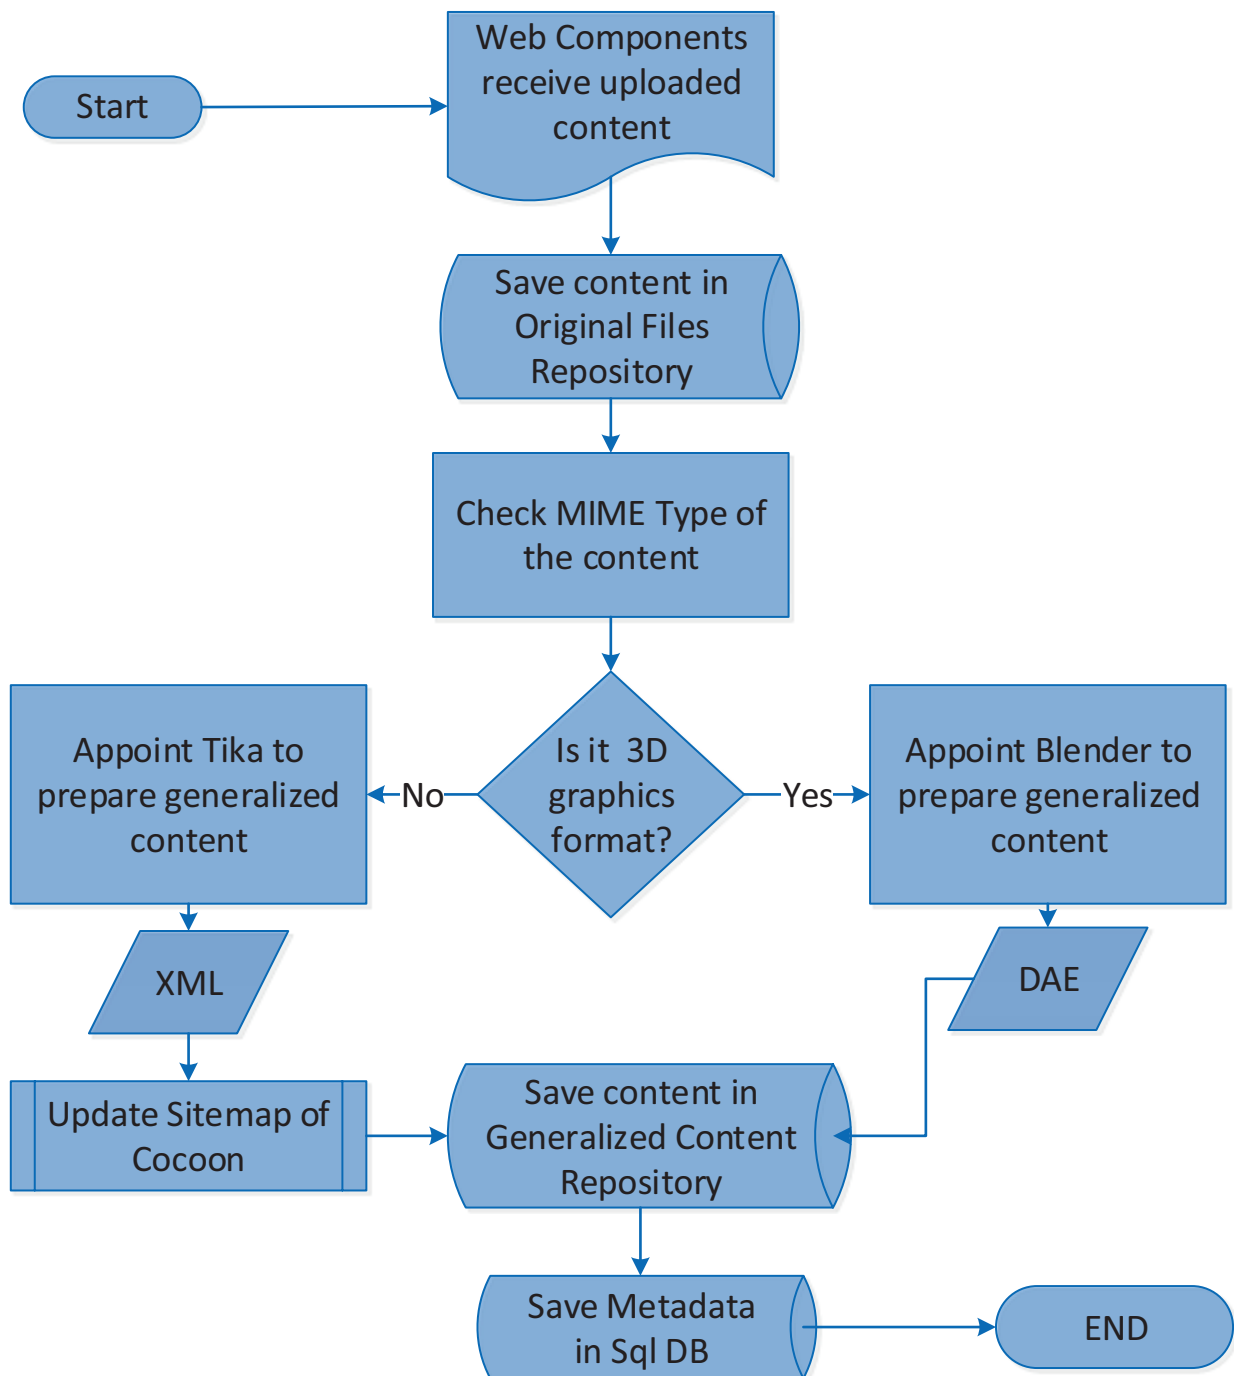 Start
Web Components
receive uploaded
content
Save content in
Original Files
Repository
Check MIME Type of
the content
Is it 3D
graphics
format?
No
Yes
Appoint Tika to
prepare generalized
content
Appoint Blender to
prepare generalized
content
XML
DAE
Update Sitemap of
Cocoon
Save content in
Generalized Content
Repository
Save Metadata
in Sql DB
END